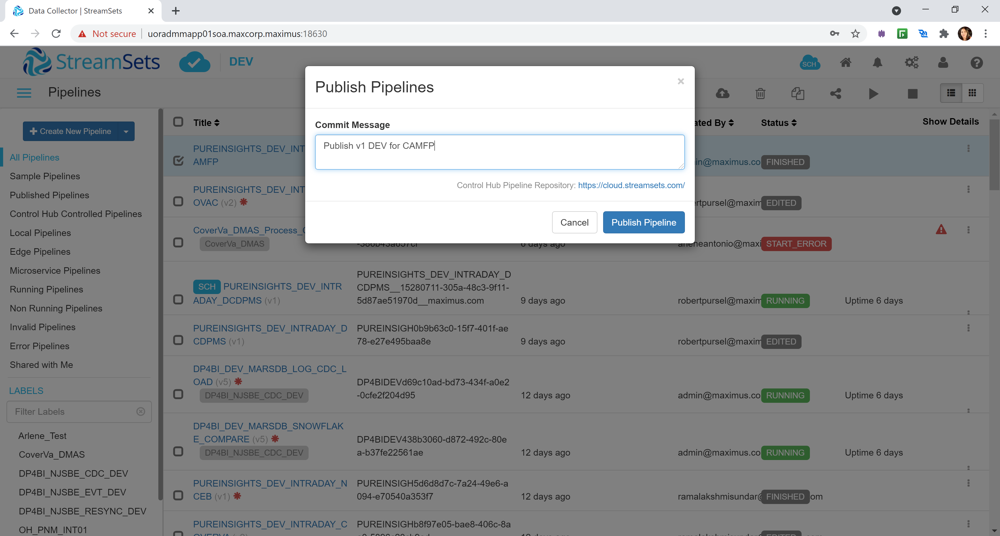 Data Collector | StreamSets
Not secure
uoradmmapp01soa.maxcorp.maximus:18630
StreamSets
DEV
SCH
Pipelines
Create New Pipeline
All Pipelines
Sample Pipelines
Published Pipelines
Control Hub Controlled Pipelines
Local Pipelines
Edge Pipelines
Microservice Pipelines
Running Pipelines
Non Running Pipelines
Invalid Pipelines
Error Pipelines
Shared with Me
LABELS
Filter Labels
Arlene_Test
CoverVa_DMAS
DP4BI_NJSBE_CDC_DEV
DP4BI_NJSBE_EVT_DEV
DP4BI_NJSBE_RESYNC_DEV
OH_PNM_INT01
Publish Pipelines
×
Commit Message
Publish v1 DEV for CAMFP
Control Hub Pipeline Repository: https://cloud.streamsets.com/
Cancel
Publish Pipeline
Title
ated By
Status
Show Details
PUREINSIGHTS_DEV_INT
AMFP
in@maximus.co
FINISHED
PUREINSIGHTS_DEV_INT
OVAC (v2)
ertpursel@maxim
EDITED
CoverVa_DMAS_Process_
CoverVa_DMAS
-386b43a657cf
6 days ago
arleneantonio@maxi
START_ERROR
SCH PUREINSIGHTS_DEV_INTR
ADAY_DCDPMS (v1)
PUREINSIGHTS_DEV_INTRADAY_D
CDPMS__15280711-305a-48c3-9f11-
5d87ae51970d__maximus.com
9 days ago
robertpursel@maxim
RUNNING
Uptime 6 days
PUREINSIGHTS_DEV_INTRADAY_D
CDPMS (v1)
PUREINSIGH0b9b63c0-15f7-401f-ae
78-e27e495baa8e
9 days ago
robertpursel@maxim
EDITED
DP4BI_DEV_MARSDB_LOG_CDC_L
OAD (v5)
DP4BI_NJSBE_CDC_DEV
DP4BIDEVd69c10ad-bd73-434f-a0e2
-0cfe2f204d95
12 days ago
admin@maximus.co
RUNNING
Uptime 6 days
DP4BI_DEV_MARSDB_SNOWFLAK
E_COMPARE (v5)
DP4BI_NJSBE_CDC_DEV
DP4BIDEV438b3060-d872-492c-80e
a-b37fe22561ae
12 days ago
admin@maximus.co
RUNNING
Uptime 6 days
PUREINSIGHTS_DEV_INTRADAY_N
CEB (v1)
PUREINSIGH5d6d8d7c-7a24-49e6-a
094-e70540a353f7
12 days ago
ramalakshmisundar@
FINISHED
om
PUREINSIGHTS_DEV_INTRADAY_C
PUREINSIGHb8f97e05-bae8-406c-8a